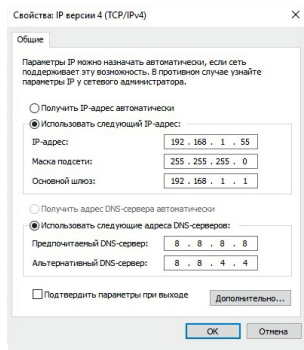 Свойства: IP версии 4 (TCP/IPv4)
Общие
Параметры IP можно назначать автоматически, если сеть
поддерживает эту возможность. В противном случае узнайте
параметры IP у сетевого администратора.
Получить IP-адрес автоматически
Использовать следующий IP-адрес:
IP-адрес: 192 . 168 . 1 . 55
Маска подсети: 255 . 255 . 255 . 0
Основной шлюз: 192 . 168 . 1 . 1
Получить адрес DNS-сервера автоматически
Использовать следующие адреса DNS-серверов:
Предпочитаемый DNS-сервер: 8 . 8 . 8 . 8
Альтернативный DNS-сервер: 8 . 8 . 4 . 4
Подтвердить параметры при выходе
Дополнительно...
OK Отмена